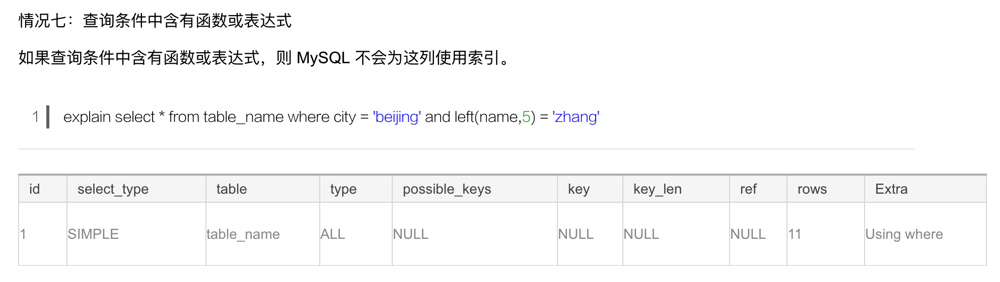 情况七：查询条件中含有函数或表达式
如果查询条件中含有函数或表达式，则 MySQL 不会为这列使用索引。
1 explain select * from table_name where city = 'beijing' and left(name,5) = 'zhang'
id select_type table type possible_keys key key_len ref rows Extra
1 SIMPLE table_name ALL NULL NULL NULL NULL 11 Using where